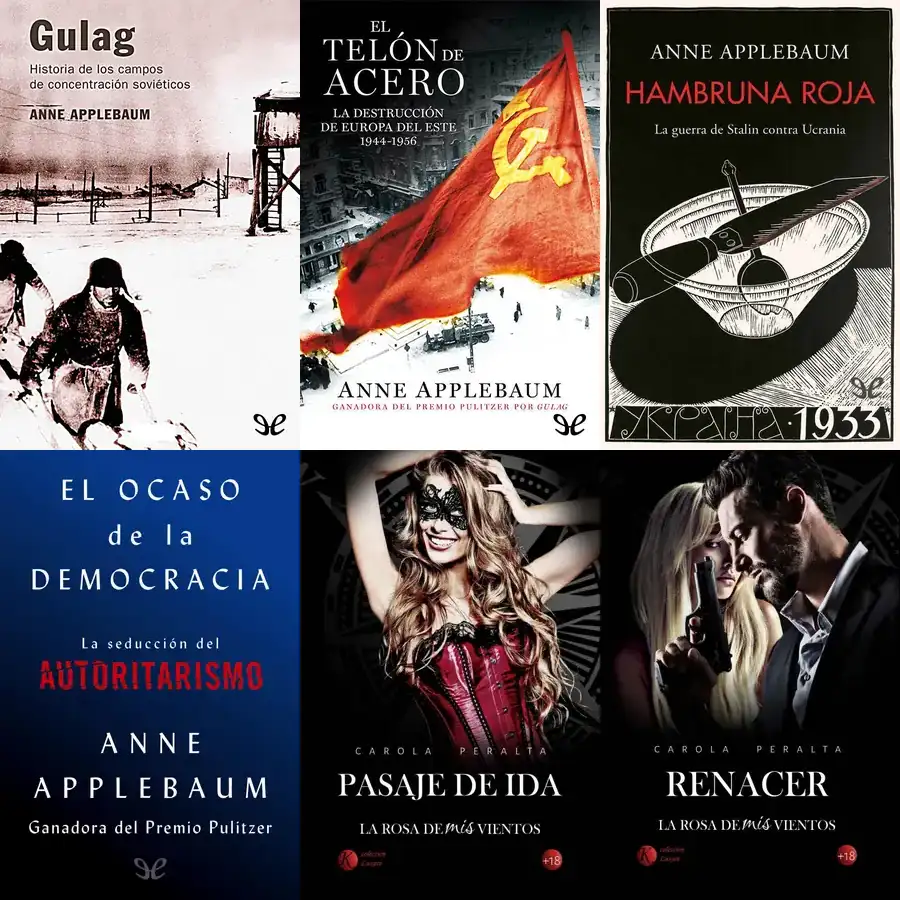 Gulag
Historia de los campos
de concentración soviéticos
ANNE APPLEBAUM
EL
TELÓN DE
ACERO
LA DESTRUCCIÓN
DE EUROPA DEL ESTE
1944-1956
ANNE APPLEBAUM
GANADORA DEL PREMIO PULITZER POR GULAG
ANNE APPLEBAUM
HAMBRUNA ROJA
La guerra de Stalin contra Ucrania
УКРАЇНА · 1933
EL OCASO
de la
DEMOCRACIA
La seducción del
AUTORITARISMO
ANNE
APPLEBAUM
Ganadora del Premio Pulitzer
CAROLA PERALTA
PASAJE DE IDA
LA ROSA DE mis VIENTOS
K
+18
CAROLA PERALTA
RENACER
LA ROSA DE mis VIENTOS
K
+18